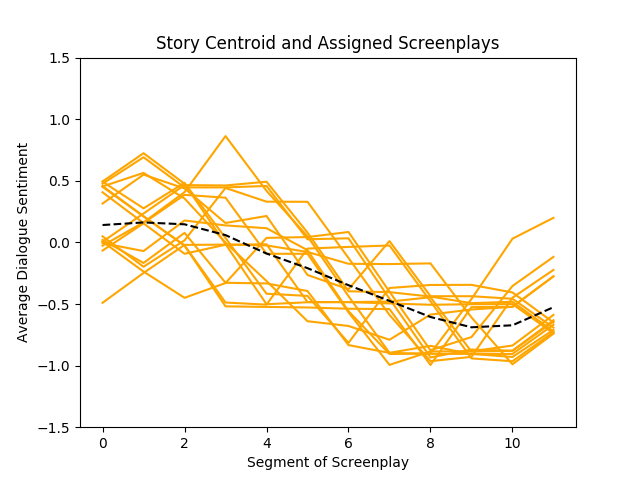 Story Centroid and Assigned Screenplays
1.5
1.0
0.5
0.0
−0.5
−1.0
−1.5
Average Dialogue Sentiment
0 2 4 6 8 10
Segment of Screenplay